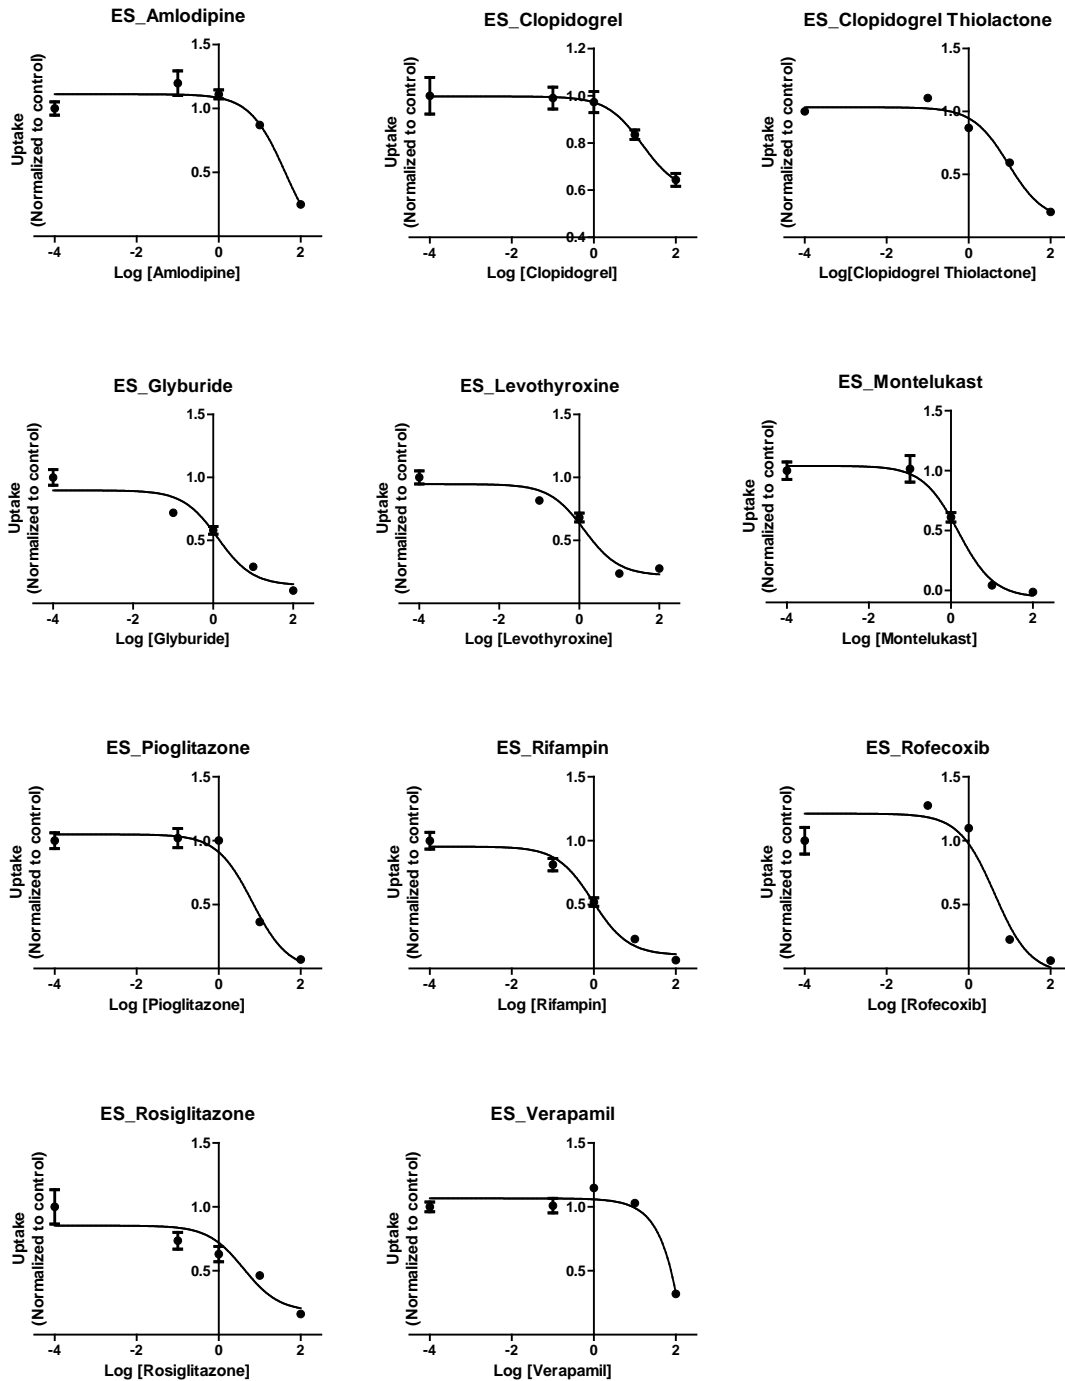 ES_Amlodipine
Uptake
(Normalized to control)
1.5
1.0
0.5
-4 -2 0 2
Log [Amlodipine]
ES_Clopidogrel
Uptake
(Normalized to control)
1.2
1.0
0.8
0.6
0.4
-4 -2 0 2
Log [Clopidogrel]
ES_Clopidogrel Thiolactone
Uptake
(Normalized to control)
1.5
1.0
0.5
-4 -2 0 2
Log[Clopidogrel Thiolactone]
ES_Glyburide
Uptake
(Normalized to control)
1.5
1.0
0.5
-4 -2 0 2
Log [Glyburide]
ES_Levothyroxine
Uptake
(Normalized to control)
1.5
1.0
0.5
-4 -2 0 2
Log [Levothyroxine]
ES_Montelukast
Uptake
(Normalized to control)
1.5
1.0
0.5
0.0
-4 -2 0 2
Log [Montelukast]
ES_Pioglitazone
Uptake
(Normalized to control)
1.5
1.0
0.5
-4 -2 0 2
Log [Pioglitazone]
ES_Rifampin
Uptake
(Normalized to control)
1.5
1.0
0.5
-4 -2 0 2
Log [Rifampin]
ES_Rofecoxib
Uptake
(Normalized to control)
1.5
1.0
0.5
-4 -2 0 2
Log [Rofecoxib]
ES_Rosiglitazone
Uptake
(Normalized to control)
1.5
1.0
0.5
-4 -2 0 2
Log [Rosiglitazone]
ES_Verapamil
Uptake
(Normalized to control)
1.5
1.0
0.5
-4 -2 0 2
Log [Verapamil]